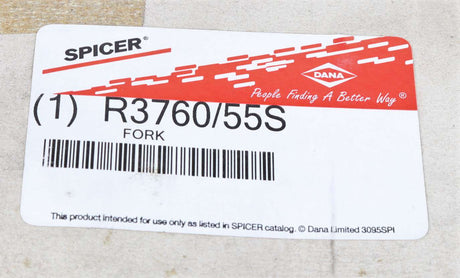 SPICER®
DANA
People Finding A Better Way®
(1) R3760/55S
FORK
This product intended for use only as listed in SPICER catalog. © Dana Limited 3095SPI